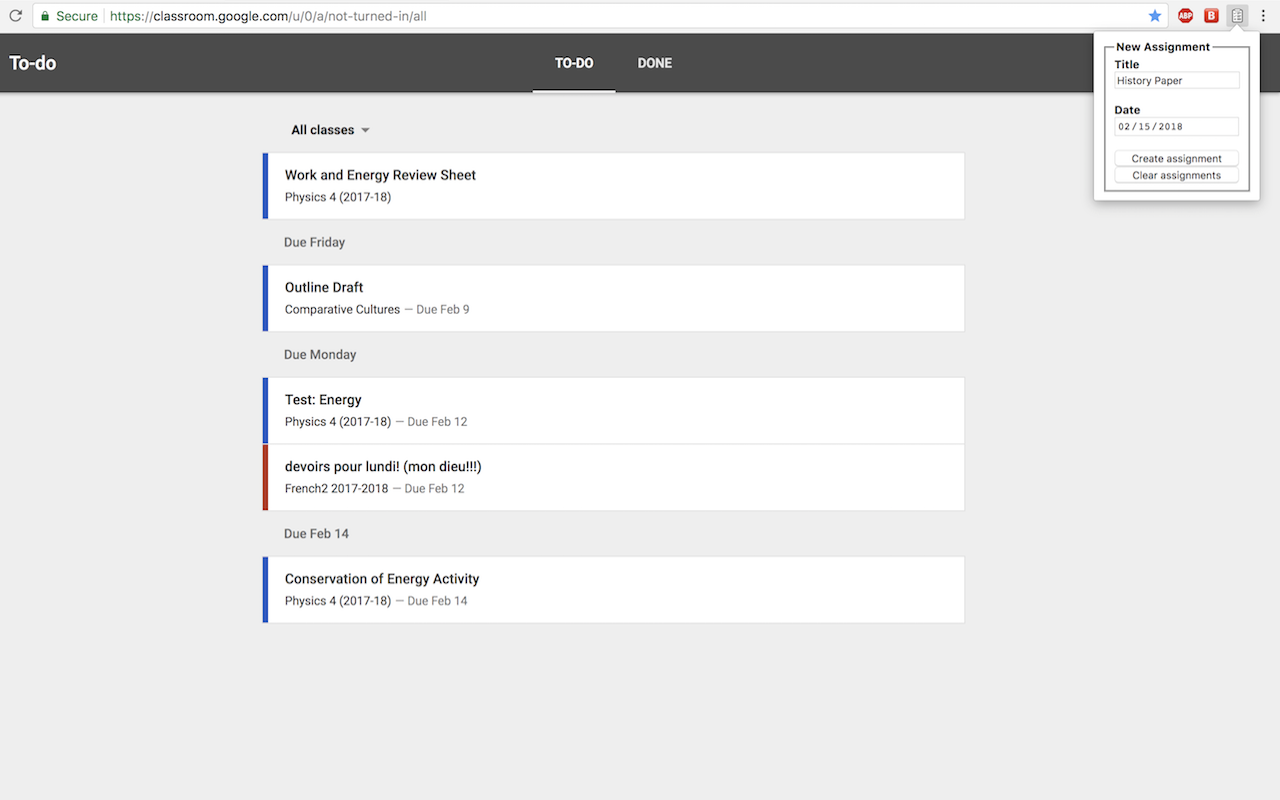 Secure https://classroom.google.com/u/0/a/not-turned-in/all ABP B
To-do TO-DO DONE
New Assignment
Title
History Paper
Date
02/15/2018
Create assignment
Clear assignments
All classes
Work and Energy Review Sheet
Physics 4 (2017-18)
Due Friday
Outline Draft
Comparative Cultures — Due Feb 9
Due Monday
Test: Energy
Physics 4 (2017-18) — Due Feb 12
devoirs pour lundi! (mon dieu!!!)
French2 2017-2018 — Due Feb 12
Due Feb 14
Conservation of Energy Activity
Physics 4 (2017-18) — Due Feb 14